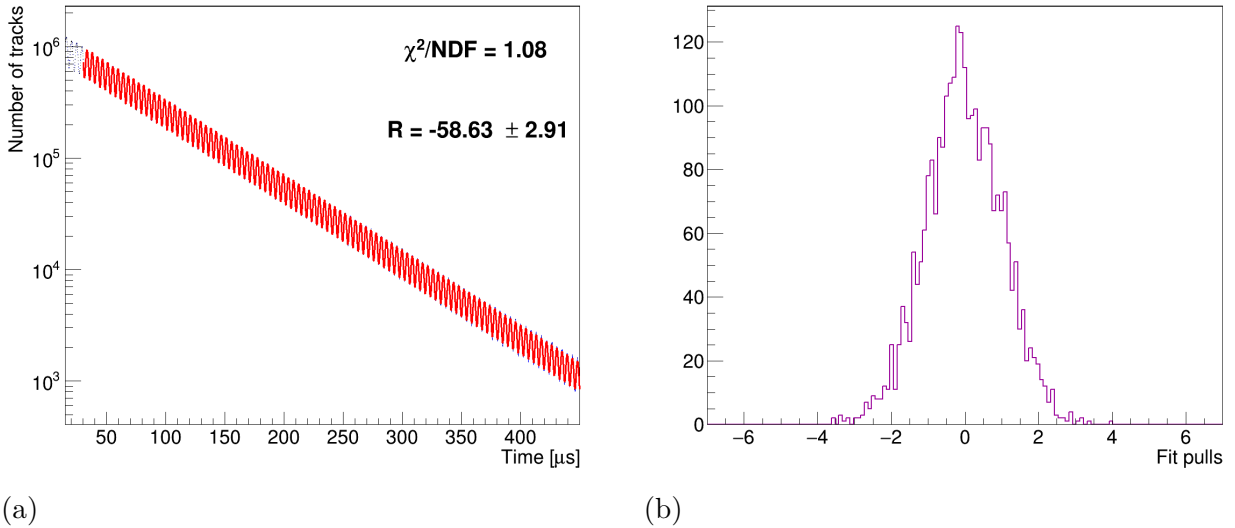 Number of tracks
10⁶
10⁵
10⁴
10³
χ²/NDF = 1.08
R = -58.63 ± 2.91
50 100 150 200 250 300 350 400
Time [μs]
(a)
120
100
80
60
40
20
0
−6 −4 −2 0 2 4 6
Fit pulls
(b)